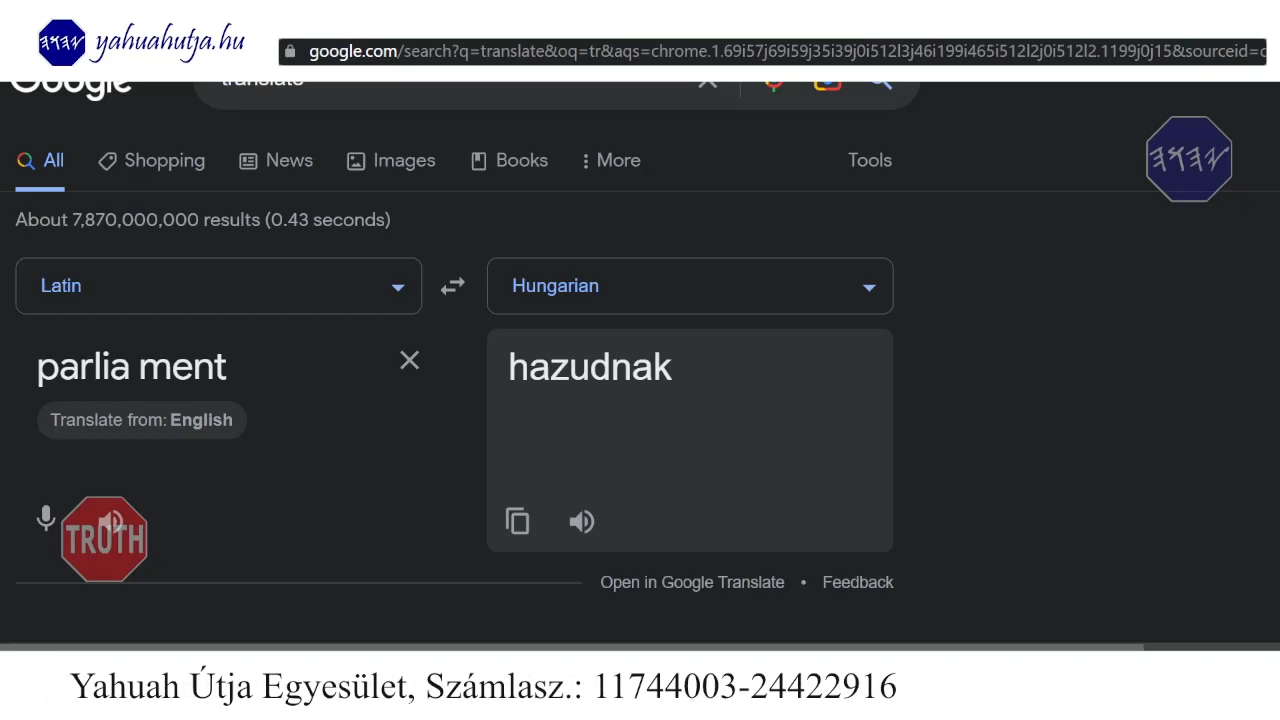 yahuahutja.hu
google.com/search?q=translate&oq=tr&aqs=chrome.1.69i57j69i59j35i39j0i512l3j46i199i465i512l2j0i512l2.1199j0j15&sourceid=c
Google translate
All Shopping News Images Books More Tools
About 7,870,000,000 results (0.43 seconds)
Latin Hungarian
parlia ment hazudnak
Translate from: English
TRUTH
Open in Google Translate • Feedback
Yahuah Útja Egyesület, Számlasz.: 11744003-24422916